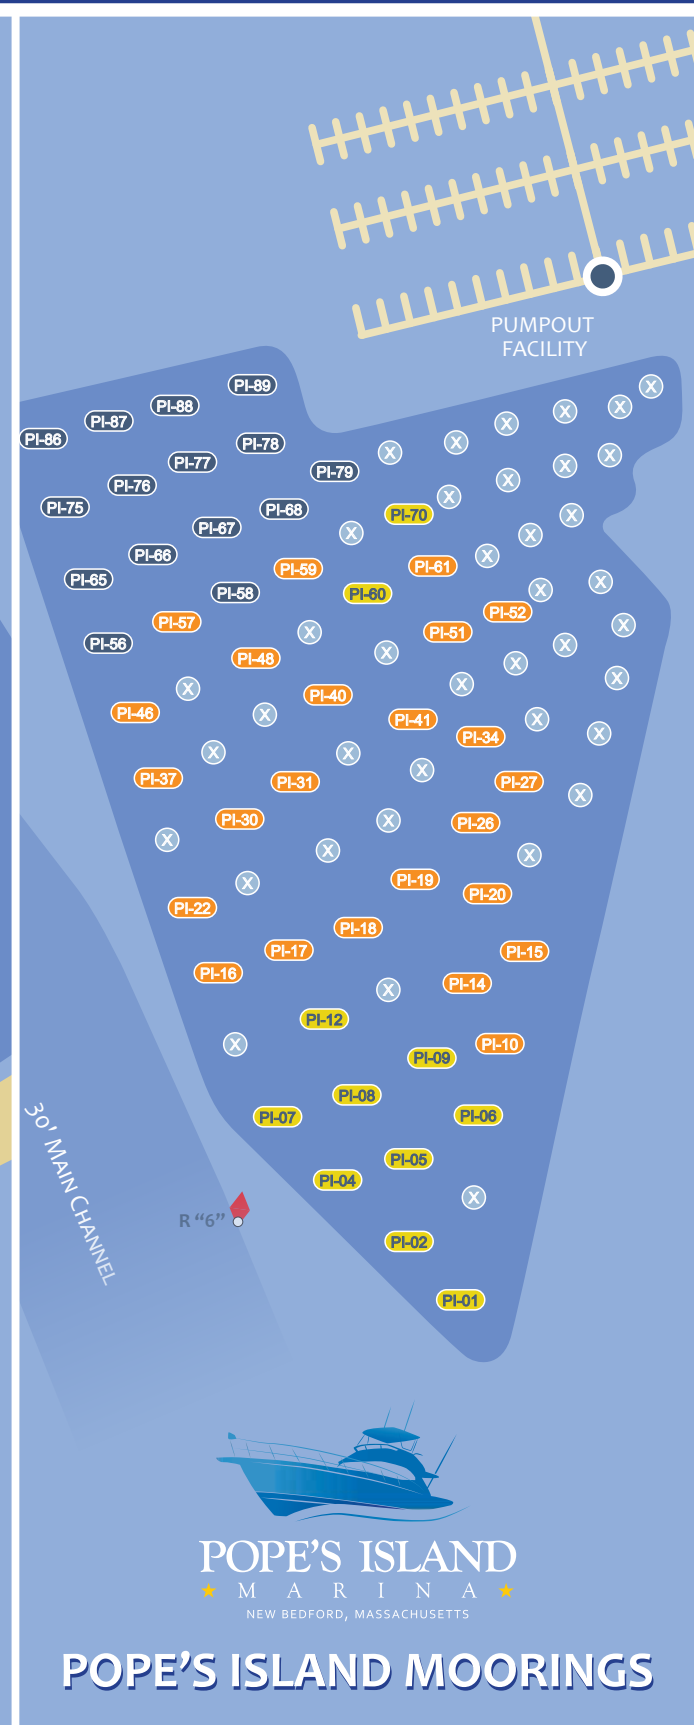 PUMPOUT
FACILITY
PI-89
X
PI-88
X
X
PI-87
X
PI-86
PI-78
X
X
X
PI-77
X
PI-79
X
PI-76
X
X
PI-75
PI-68
PI-70
X
PI-67
X
X
PI-66
X
PI-59
PI-61
PI-65
X
PI-58
PI-60
X
PI-52
PI-57
X
PI-56
X
PI-51
X
PI-48
X
X
X
X
X
PI-40
PI-46
X
PI-41
X
PI-34
X
X
X
X
PI-37
PI-31
PI-27
X
PI-30
X
PI-26
X
X
X
X
PI-19
PI-20
PI-22
PI-18
PI-17
PI-15
PI-16
PI-14
X
PI-12
X
PI-10
PI-09
PI-08
PI-07
PI-06
30' MAIN CHANNEL
PI-05
PI-04
X
R “6”
PI-02
PI-01
POPE'S ISLAND
MARINA
NEW BEDFORD, MASSACHUSETTS
POPE'S ISLAND MOORINGS